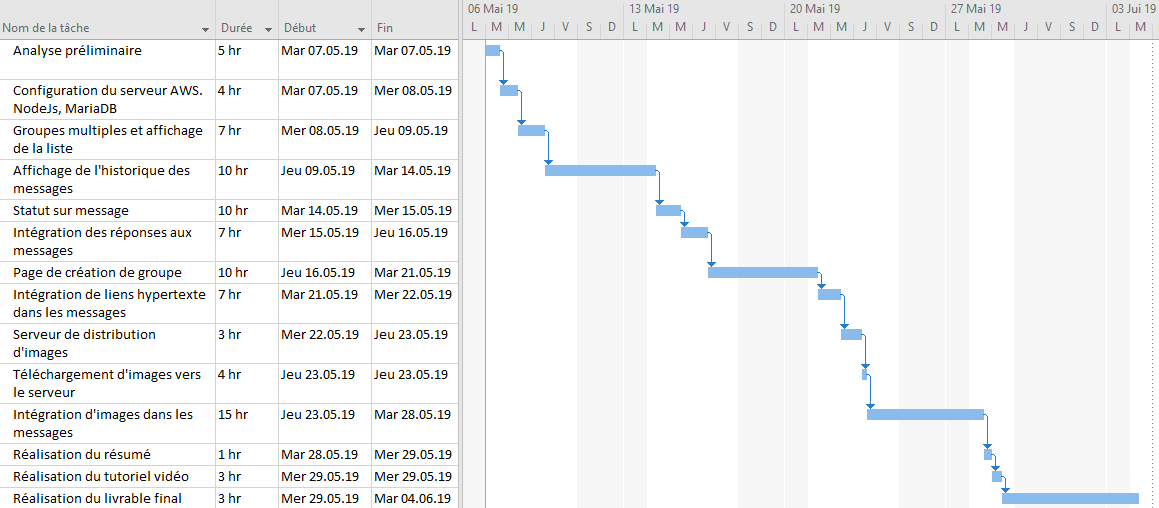 06 Mai 19 13 Mai 19 20 Mai 19 27 Mai 19 03 Jui 19
Nom de la tâche Durée Début Fin L M M J V S D L M M J V S D L M M J V S D L M M J V S D L M
Analyse préliminaire 5 hr Mar 07.05.19 Mar 07.05.19
Configuration du serveur AWS. 4 hr Mar 07.05.19 Mer 08.05.19
NodeJs, MariaDB
Groupes multiples et affichage 7 hr Mer 08.05.19 Jeu 09.05.19
de la liste
Affichage de l'historique des 10 hr Jeu 09.05.19 Mar 14.05.19
messages
Statut sur message 10 hr Mar 14.05.19 Mer 15.05.19
Intégration des réponses aux 7 hr Mer 15.05.19 Jeu 16.05.19
messages
Page de création de groupe 10 hr Jeu 16.05.19 Mar 21.05.19
Intégration de liens hypertexte 7 hr Mar 21.05.19 Mer 22.05.19
dans les messages
Serveur de distribution 3 hr Mer 22.05.19 Jeu 23.05.19
d'images
Téléchargement d'images vers 4 hr Jeu 23.05.19 Jeu 23.05.19
le serveur
Intégration d'images dans les 15 hr Jeu 23.05.19 Mar 28.05.19
messages
Réalisation du résumé 1 hr Mar 28.05.19 Mer 29.05.19
Réalisation du tutoriel vidéo 3 hr Mer 29.05.19 Mer 29.05.19
Réalisation du livrable final 3 hr Mer 29.05.19 Mar 04.06.19